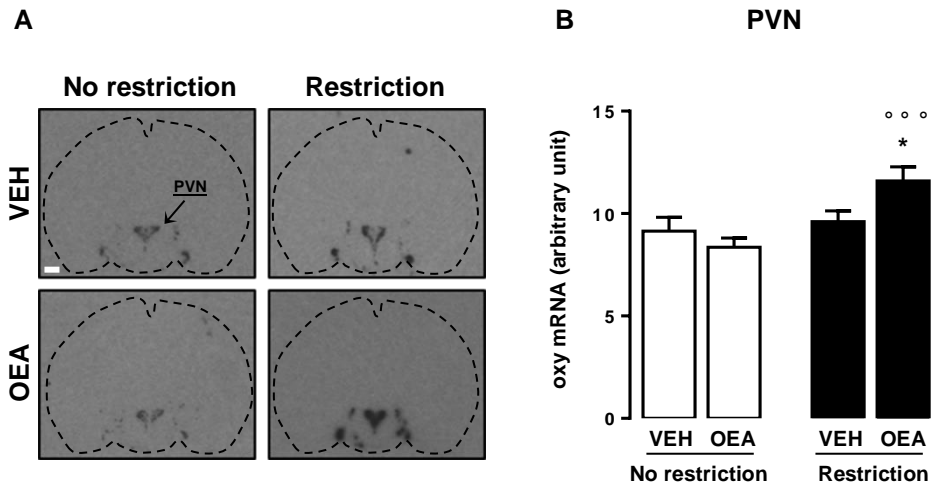 A
No restriction
Restriction
VEH
PVN
OEA
B
PVN
oxy mRNA (arbitrary unit)
15
10
5
0
° ° °
*
VEH
OEA
VEH
OEA
No restriction
Restriction